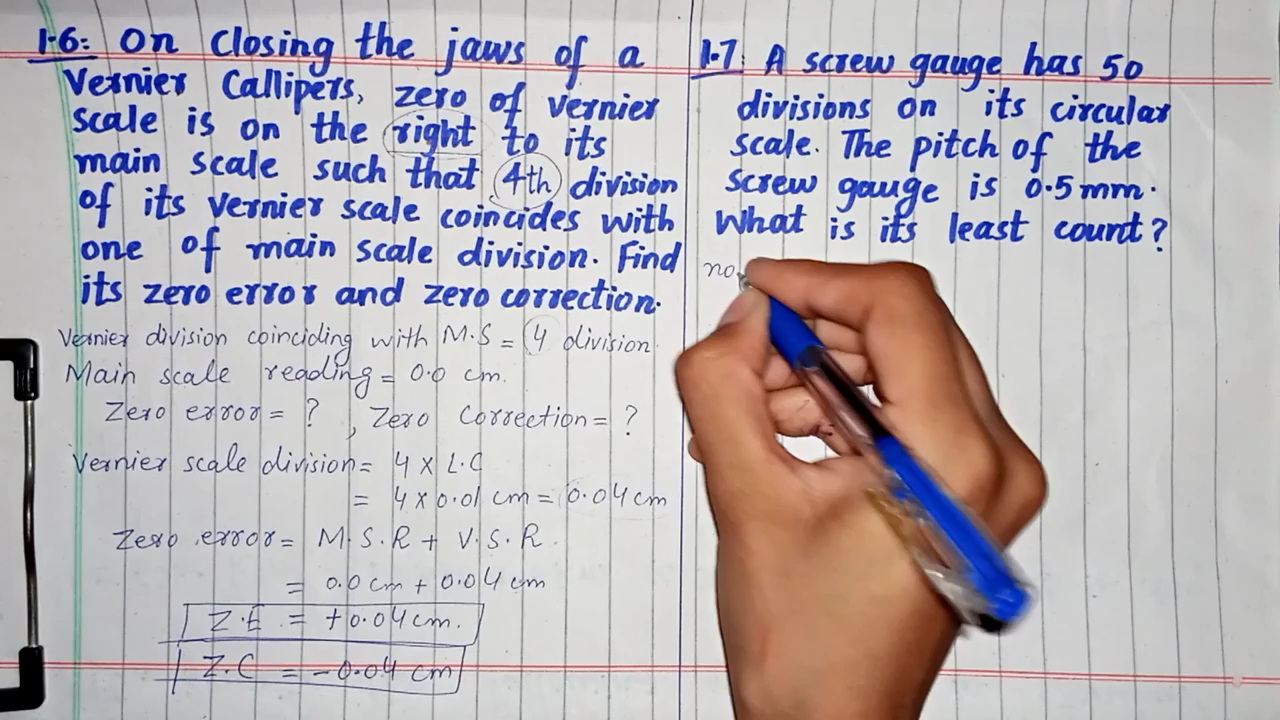 1.6: On closing the jaws of a
Vernier Callipers, zero of vernier
scale is on the right to its
main scale such that 4th division
of its vernier scale coincides with
one of main scale division. Find
its zero error and zero correction.
Vernier division coinciding with M.S = 4 division.
Main scale reading = 0.0 cm.
Zero error = ? , Zero Correction = ?
Vernier scale division = 4 × L.C
= 4 × 0.01 cm = 0.04 cm
Zero error = M.S.R + V.S.R.
= 0.0 cm + 0.04 cm
Z.E = +0.04 cm.
Z.C = -0.04 cm
1.7: A screw gauge has 50
divisions on its circular
scale. The pitch of the
screw gauge is 0.5 mm.
What is its least count?
no